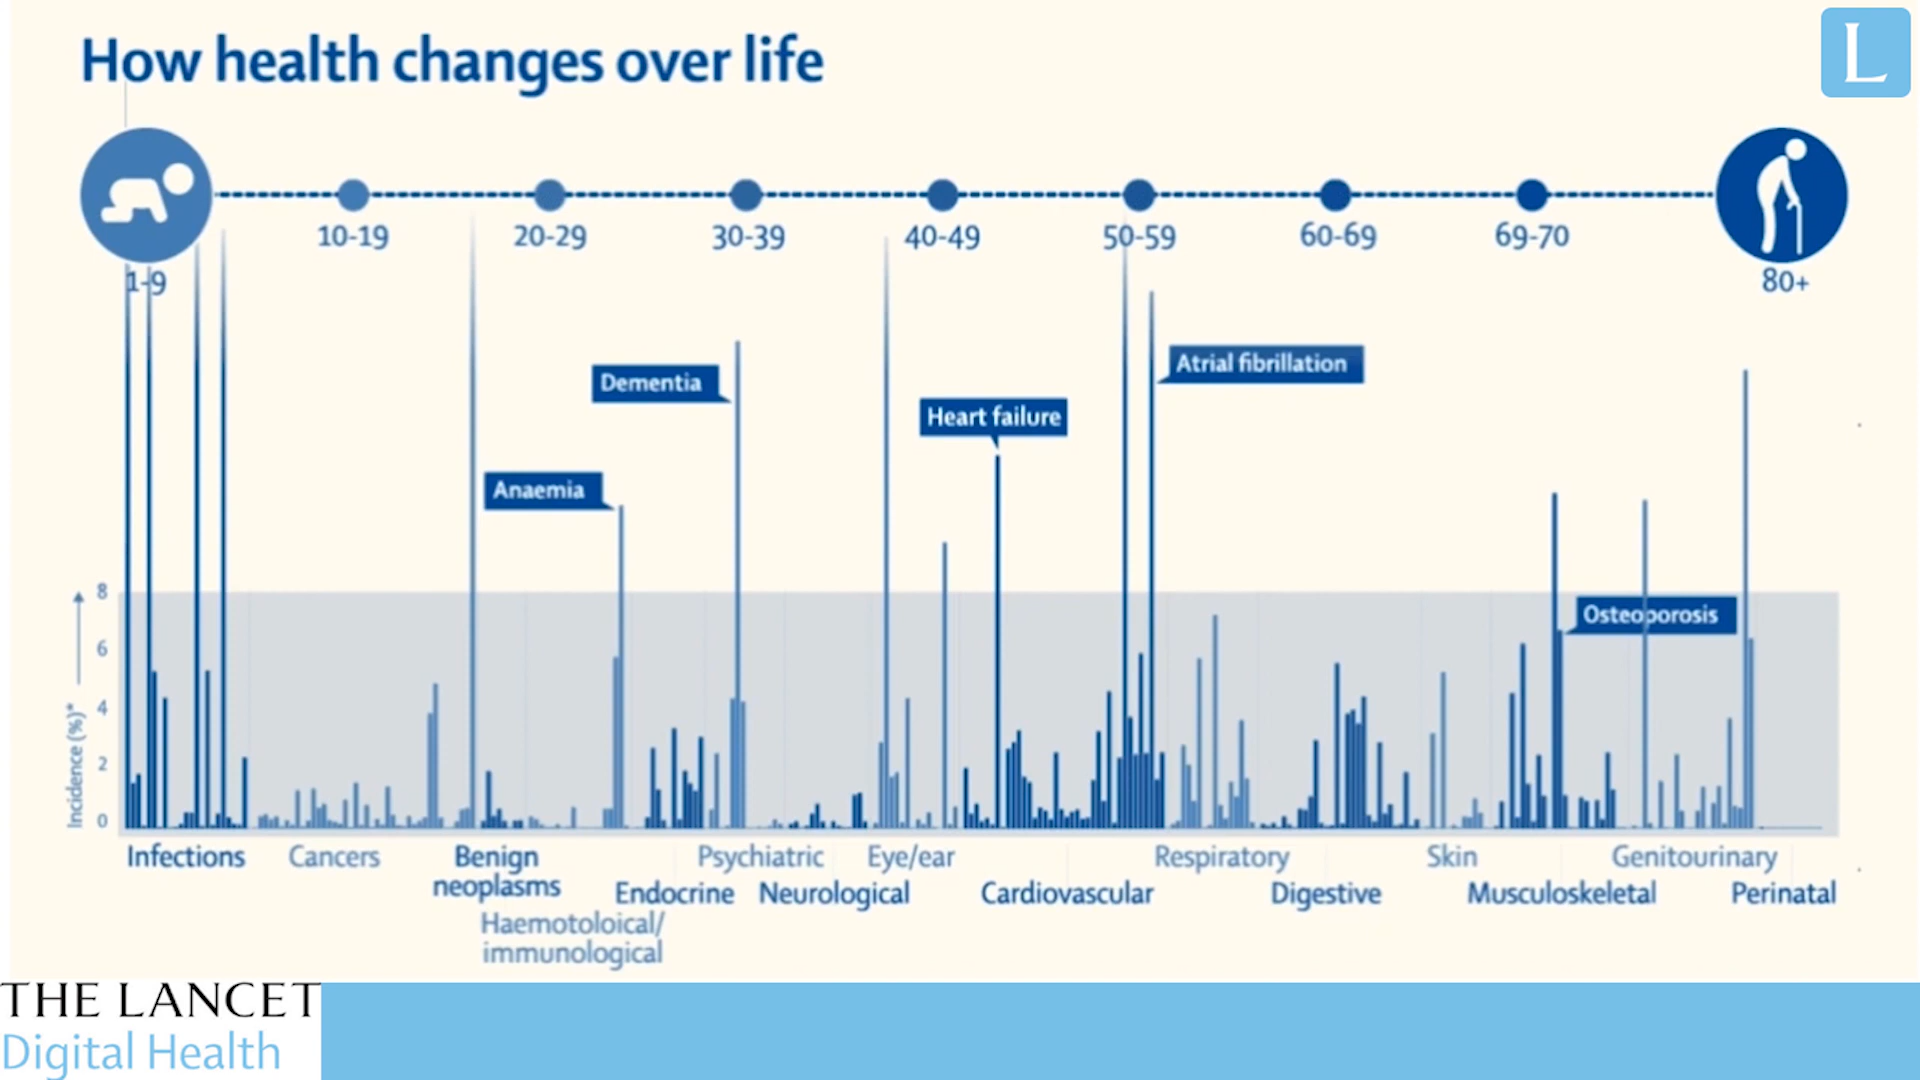 How health changes over life
L
1-9
10-19
20-29
30-39
40-49
50-59
60-69
69-70
80+
Dementia
Atrial fibrillation
Heart failure
Anaemia
Osteoporosis
Incidence (%)*
8
6
4
2
0
Infections
Cancers
Benign
neoplasms
Haemotoloical/
immunological
Endocrine
Psychiatric
Neurological
Eye/ear
Cardiovascular
Respiratory
Digestive
Skin
Musculoskeletal
Genitourinary
Perinatal
THE LANCET
Digital Health